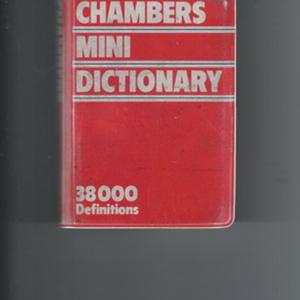 CHAMBERS
MINI
DICTIONARY
38000
Definitions